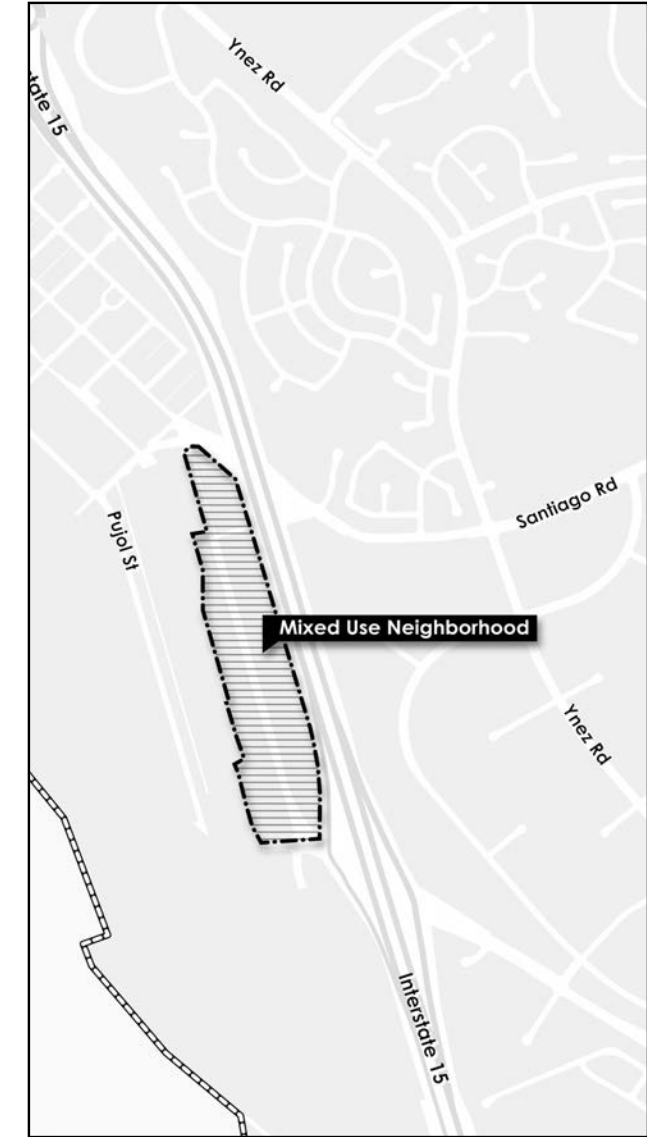 Ynez Rd
tate 15
Santiago Rd
Pujol St
Mixed Use Neighborhood
Ynez Rd
Interstate 15